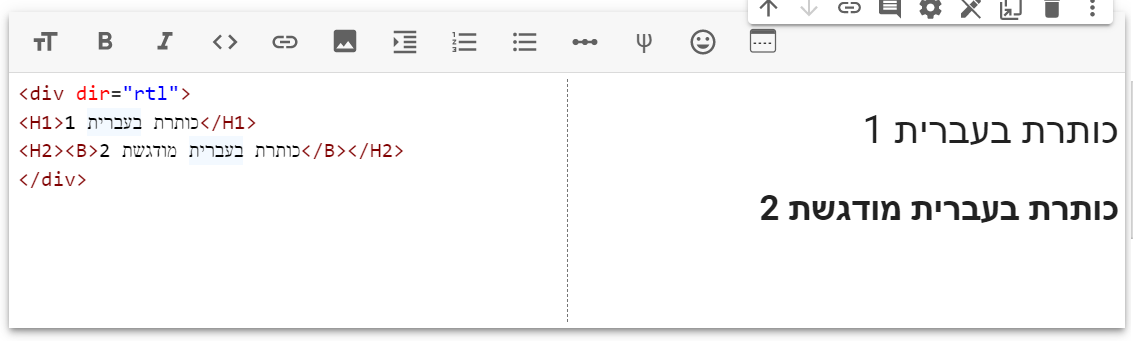 <div dir="rtl">
<H1>כותרת בעברית 1</H1>
<H2><B>כותרת בעברית מודגשת 2</B></H2>
</div>
כותרת בעברית 1
כותרת בעברית מודגשת 2